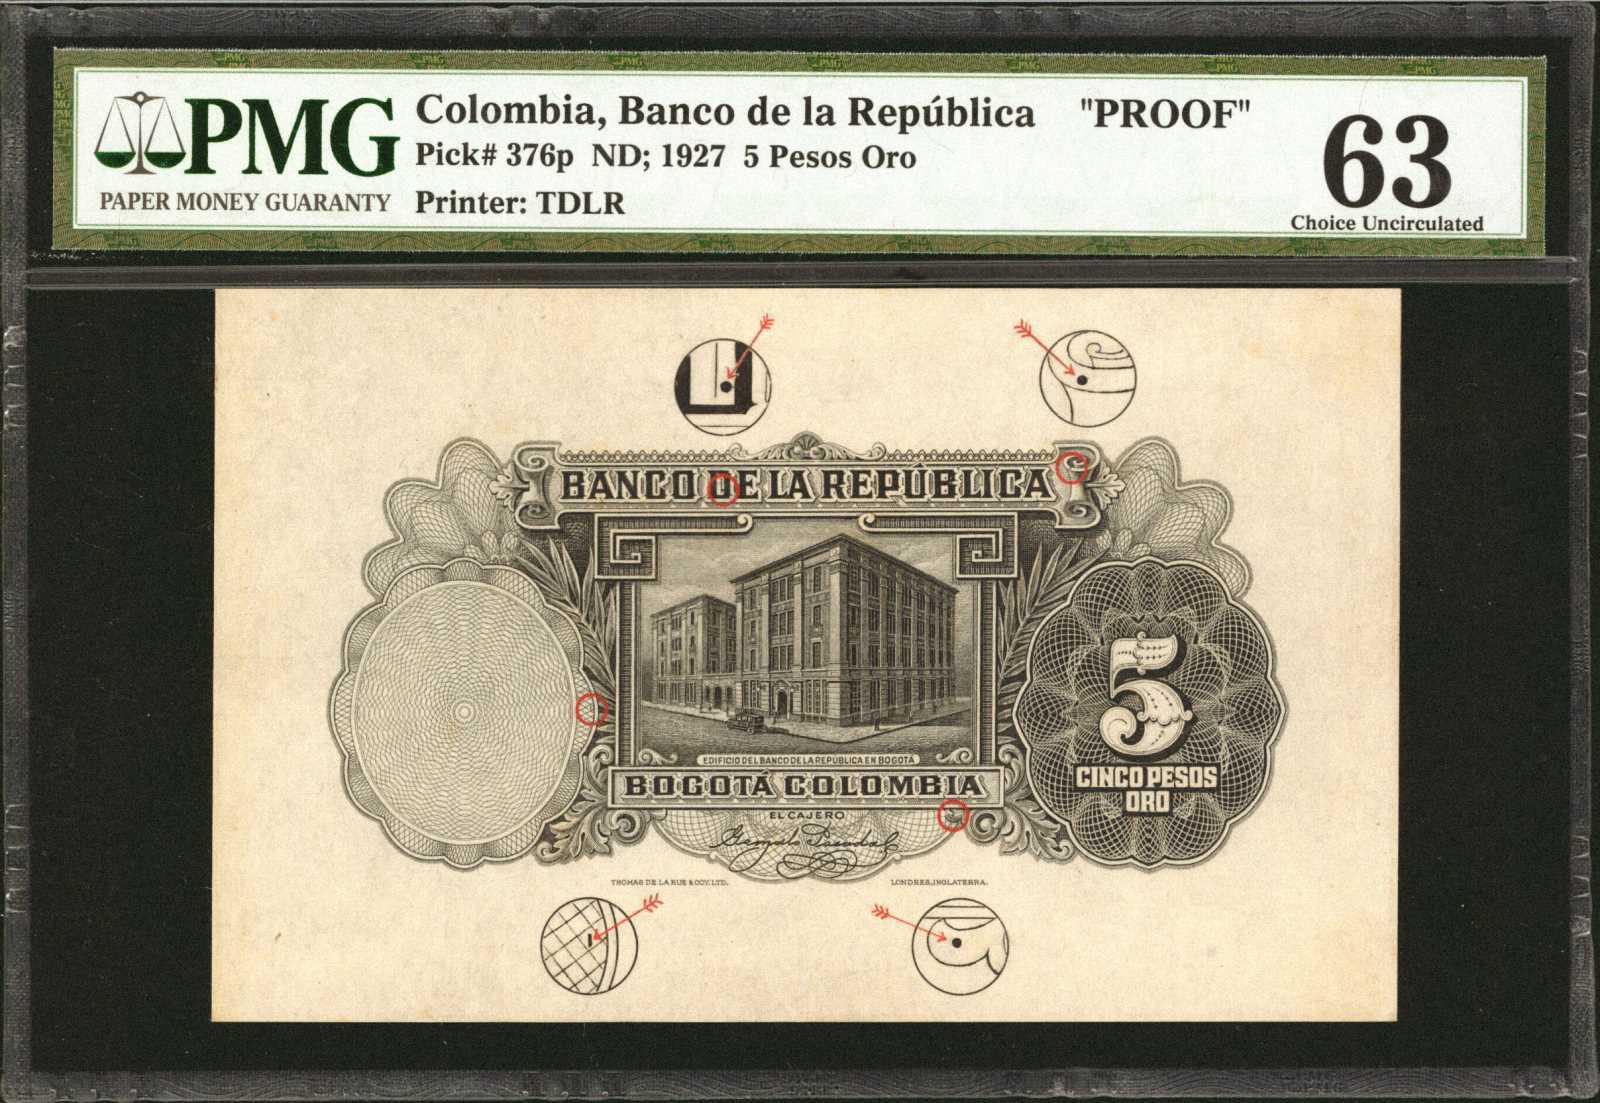 PMG
PAPER MONEY GUARANTY
Colombia, Banco de la República "PROOF"
Pick# 376p ND; 1927 5 Pesos Oro
Printer: TDLR
63
Choice Uncirculated
BANCO DE LA REPÚBLICA
5
CINCO PESOS
ORO
EDIFICIO DEL BANCO DE LA REPÚBLICA EN BOGOTÁ
BOGOTÁ COLOMBIA
EL CAJERO
THOMAS DE LA RUE & COY. LTD. LONDRES, INGLATERRA.